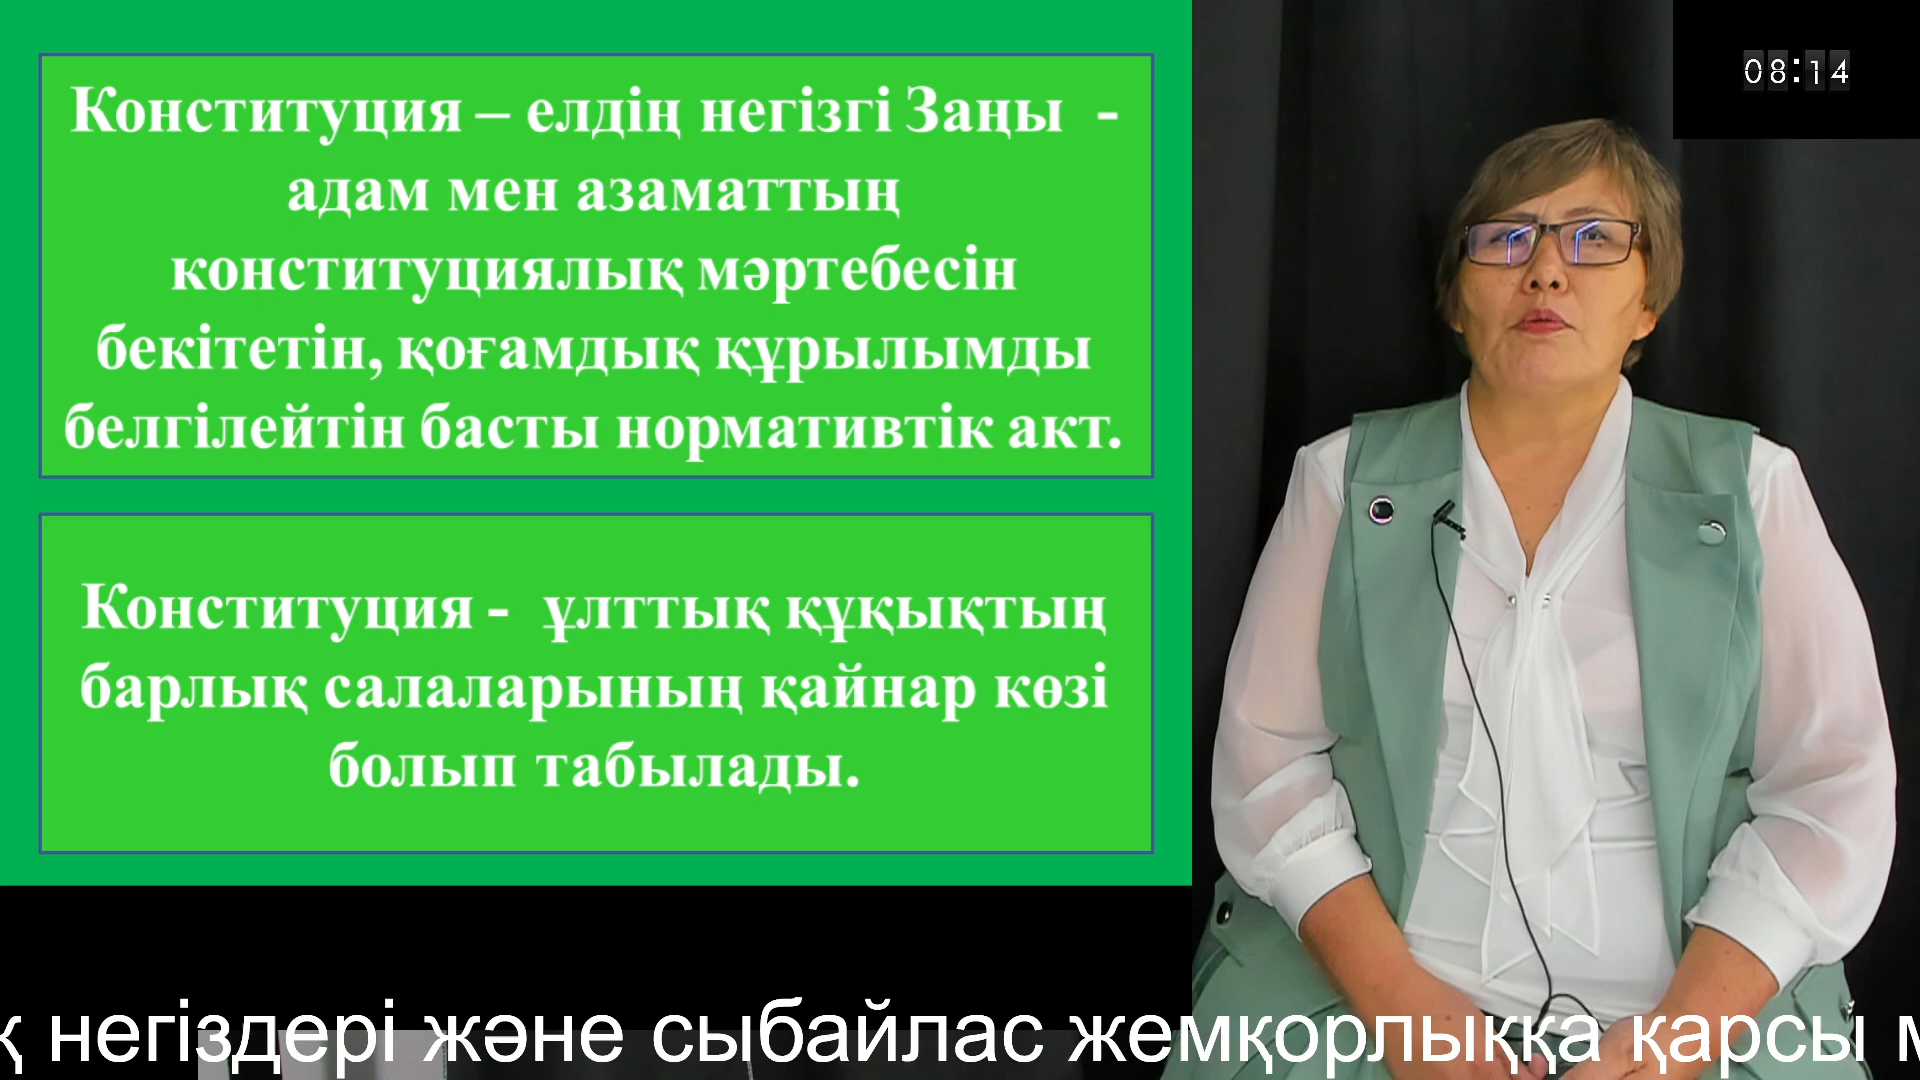 Конституция – елдің негізгі Заңы -
адам мен азаматтың
конституциялық мәртебесін
бекітетін, қоғамдық құрылымды
белгілейтін басты нормативтік акт.
Конституция - ұлттық құқықтың
барлық салаларының қайнар көзі
болып табылады.
08:14
негіздері және сыбайлас жемқорлыққа қарсы